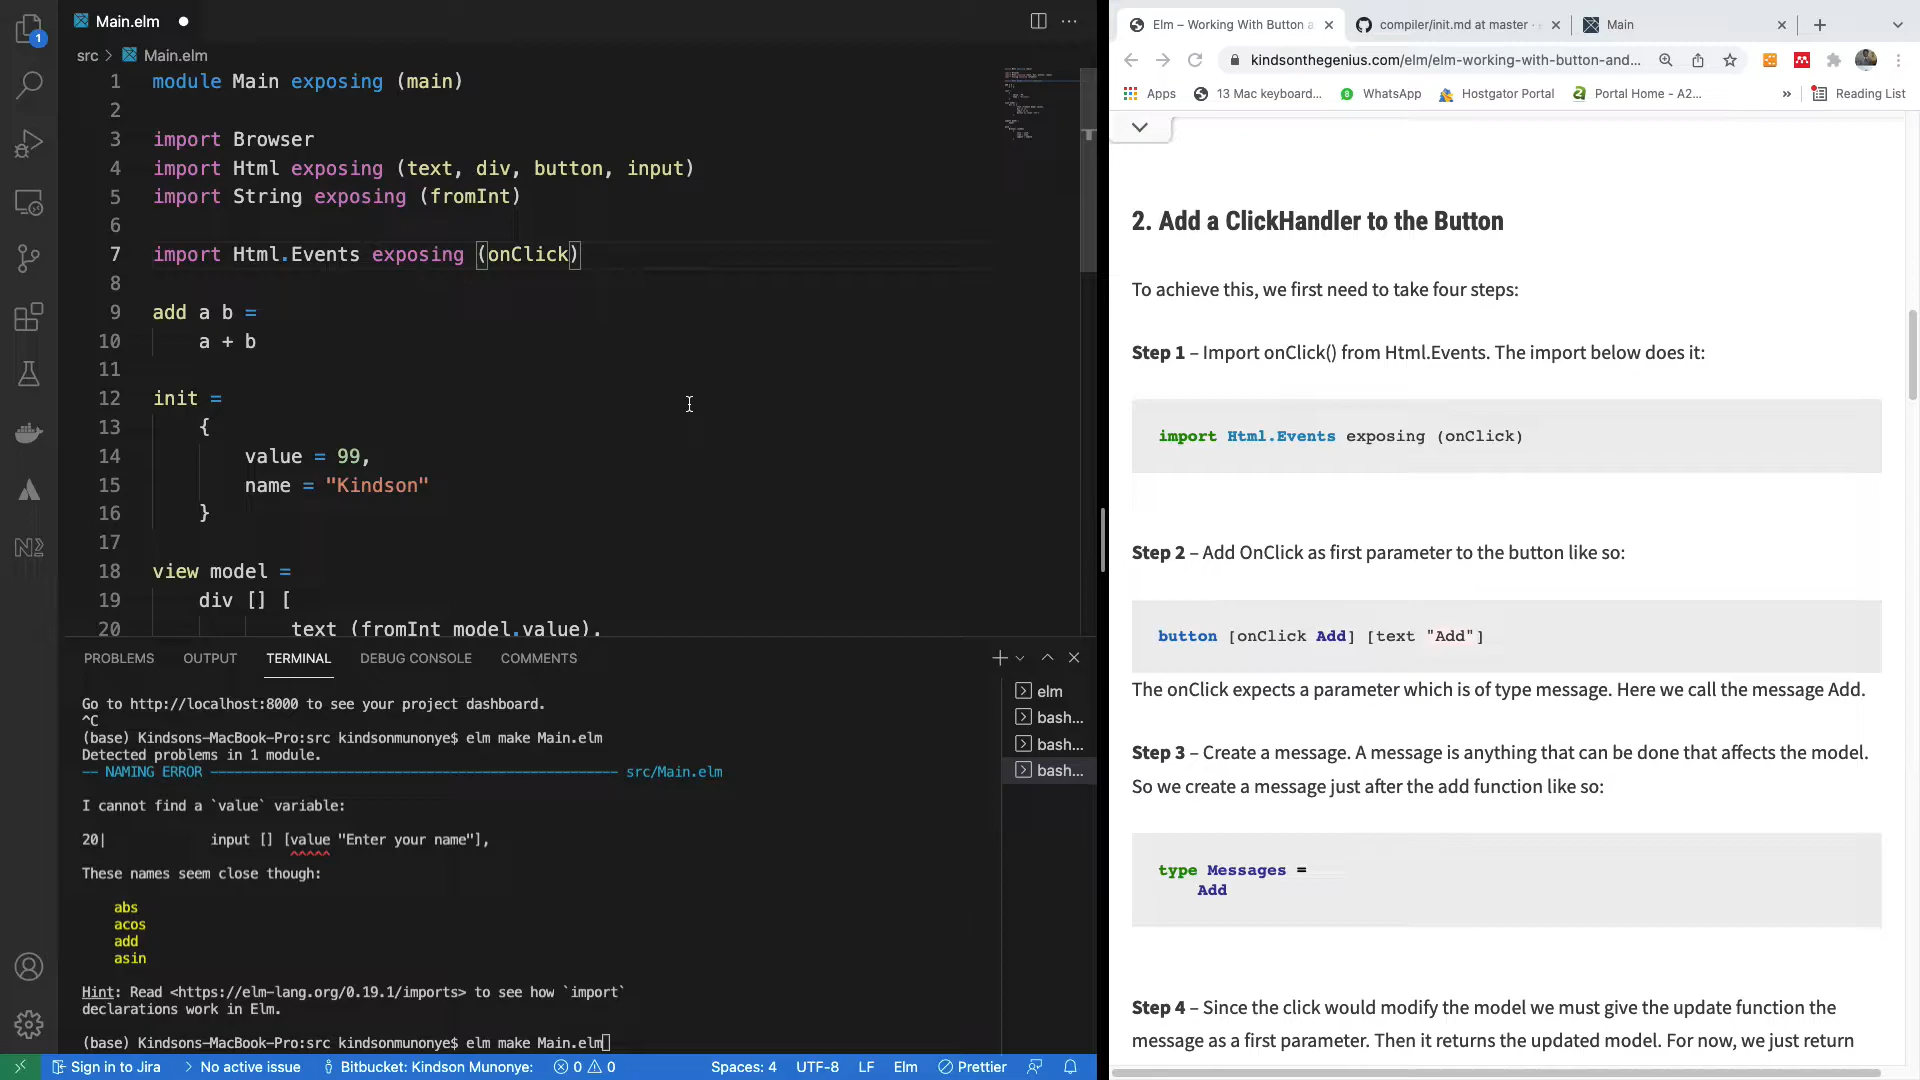 Main.elm
src > Main.elm
1 module Main exposing (main)
2
3 import Browser
4 import Html exposing (text, div, button, input)
5 import String exposing (fromInt)
6
7 import Html.Events exposing (onClick)
8
9 add a b =
10 a + b
11
12 init =
13 {
14 value = 99,
15 name = "Kindson"
16 }
17
18 view model =
19 div [] [
20 text (fromInt model.value),
PROBLEMS OUTPUT TERMINAL DEBUG CONSOLE COMMENTS
Go to http://localhost:8000 to see your project dashboard.
^C
(base) Kindsons-MacBook-Pro:src kindsonmunonye$ elm make Main.elm
Detected problems in 1 module.
-- NAMING ERROR -------------------------------------------------- src/Main.elm
I cannot find a `value` variable:
20| input [] [value "Enter your name"],
These names seem close though:
abs
acos
add
asin
Hint: Read <https://elm-lang.org/0.19.1/imports> to see how `import`
declarations work in Elm.
(base) Kindsons-MacBook-Pro:src kindsonmunonye$ elm make Main.elm
elm
bash...
bash...
bash...
1
N2
Sign in to Jira No active issue Bitbucket: Kindson Munonye: 0 0 Spaces: 4 UTF-8 LF Elm Prettier
Elm – Working With Button a compiler/init.md at master · Main
kindsonthegenius.com/elm/elm-working-with-button-and...
Apps 13 Mac keyboard... WhatsApp Hostgator Portal Portal Home - A2... » Reading List
2. Add a ClickHandler to the Button
To achieve this, we first need to take four steps:
Step 1 – Import onClick() from Html.Events. The import below does it:
import Html.Events exposing (onClick)
Step 2 – Add OnClick as first parameter to the button like so:
button [onClick Add] [text "Add"]
The onClick expects a parameter which is of type message. Here we call the message Add.
Step 3 – Create a message. A message is anything that can be done that affects the model.
So we create a message just after the add function like so:
type Messages =
Add
Step 4 – Since the click would modify the model we must give the update function the
message as a first parameter. Then it returns the updated model. For now, we just return